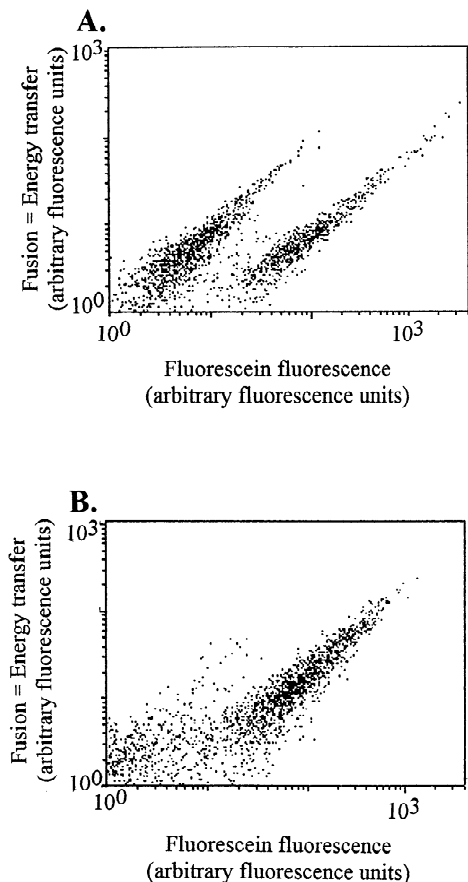 A.
10³
Fusion = Energy transfer
(arbitrary fluorescence units)
10⁰
10⁰
10³
Fluorescein fluorescence
(arbitrary fluorescence units)
B.
10³
Fusion = Energy transfer
(arbitrary fluorescence units)
10⁰
10⁰
10³
Fluorescein fluorescence
(arbitrary fluorescence units)